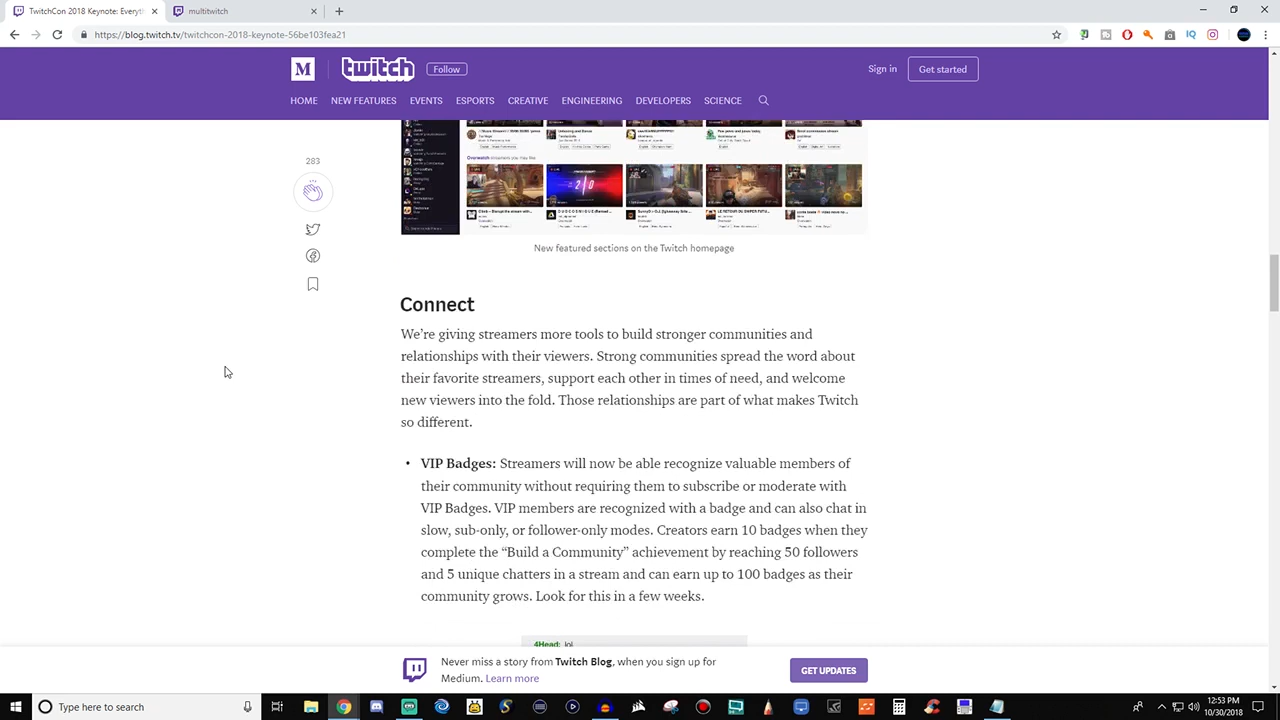 TwitchCon 2018 Keynote: Everyth
multitwitch
https://blog.twitch.tv/twitchcon-2018-keynote-56be103fea21
IQ
M
twitch
Follow
Sign in
Get started
HOME
NEW FEATURES
EVENTS
ESPORTS
CREATIVE
ENGINEERING
DEVELOPERS
SCIENCE
Overwatch streamers you may like
283
New featured sections on the Twitch homepage
Connect
We’re giving streamers more tools to build stronger communities and
relationships with their viewers. Strong communities spread the word about
their favorite streamers, support each other in times of need, and welcome
new viewers into the fold. Those relationships are part of what makes Twitch
so different.
• VIP Badges: Streamers will now be able recognize valuable members of
their community without requiring them to subscribe or moderate with
VIP Badges. VIP members are recognized with a badge and can also chat in
slow, sub-only, or follower-only modes. Creators earn 10 badges when they
complete the “Build a Community” achievement by reaching 50 followers
and 5 unique chatters in a stream and can earn up to 100 badges as their
community grows. Look for this in a few weeks.
4Head: lol
Never miss a story from Twitch Blog, when you sign up for
Medium. Learn more
GET UPDATES
Type here to search
12:53 PM
10/30/2018